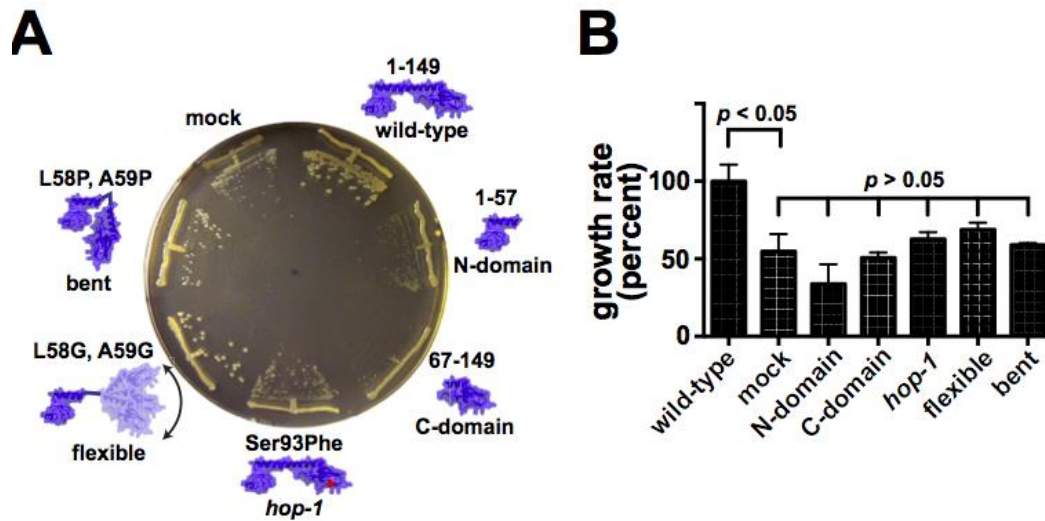 A
mock
1-149
wild-type
L58P, A59P
bent
1-57
N-domain
L58G, A59G
flexible
67-149
C-domain
Ser93Phe
hop-1
B
growth rate
(percent)
100
50
0
p < 0.05
p > 0.05
wild-type
mock
N-domain
C-domain
hop-1
flexible
bent